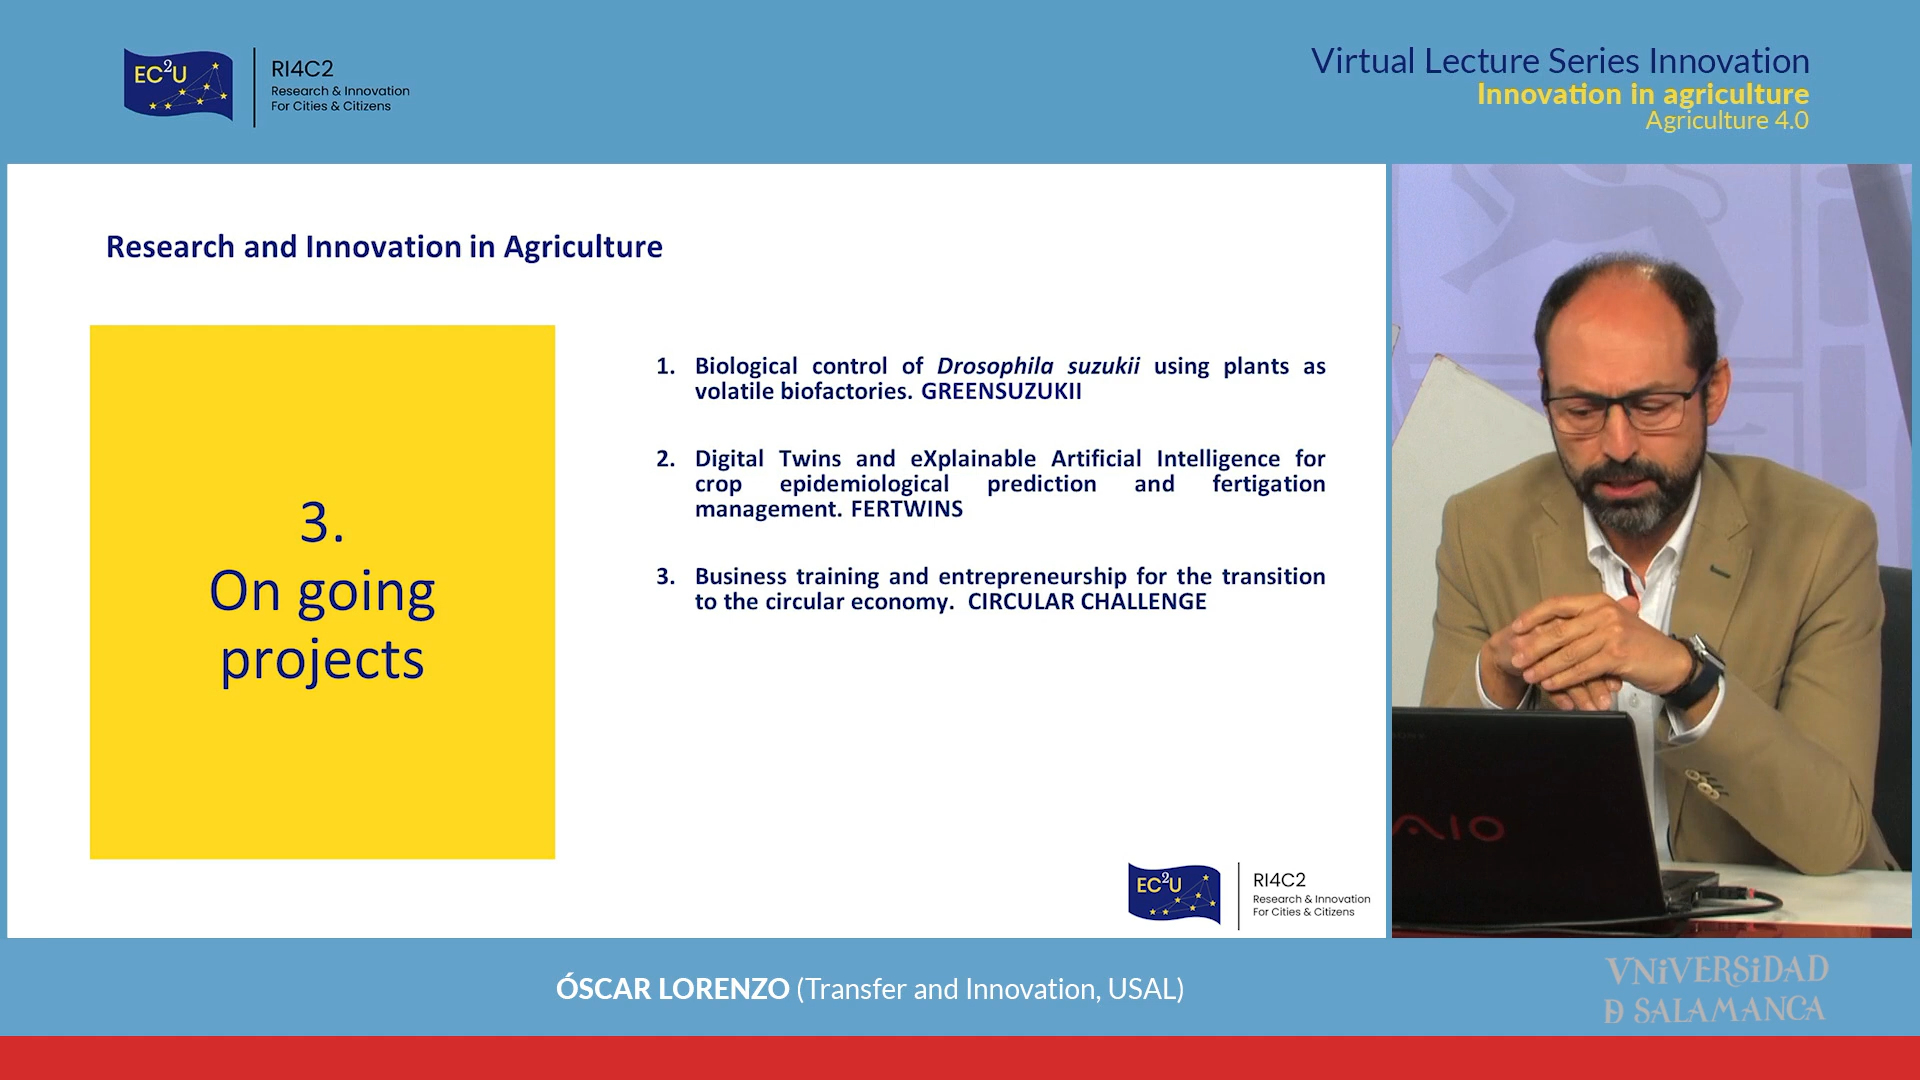 EC2U
RI4C2
Research & Innovation
For Cities & Citizens
Virtual Lecture Series Innovation
Innovation in agriculture
Agriculture 4.0
Research and Innovation in Agriculture
3.
On going
projects
1. Biological control of Drosophila suzukii using plants as
volatile biofactories. GREENSUZUKII
2. Digital Twins and eXplainable Artificial Intelligence for
crop epidemiological prediction and fertigation
management. FERTWINS
3. Business training and entrepreneurship for the transition
to the circular economy. CIRCULAR CHALLENGE
EC2U
RI4C2
Research & Innovation
For Cities & Citizens
AIO
ÓSCAR LORENZO (Transfer and Innovation, USAL)
VNiVERSiDAD
Ð SALAMANCA